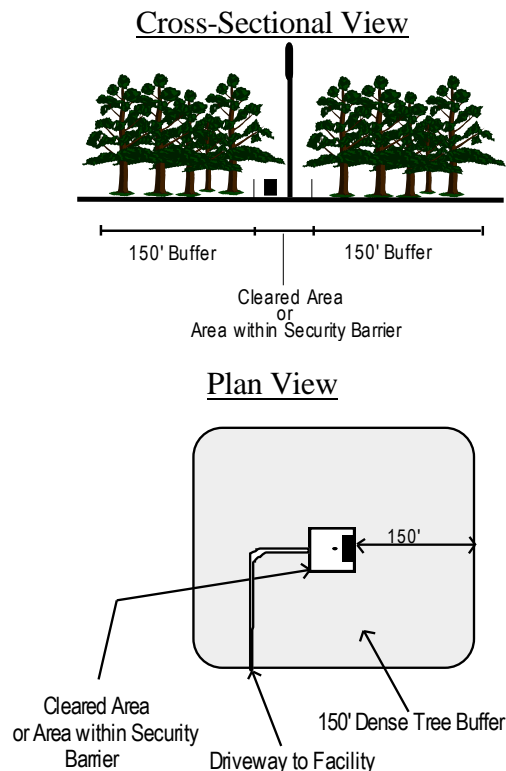 Cross-Sectional View
150' Buffer
150' Buffer
Cleared Area
or
Area within Security Barrier
Plan View
150'
Cleared Area
or Area within Security
Barrier
150' Dense Tree Buffer
Driveway to Facility